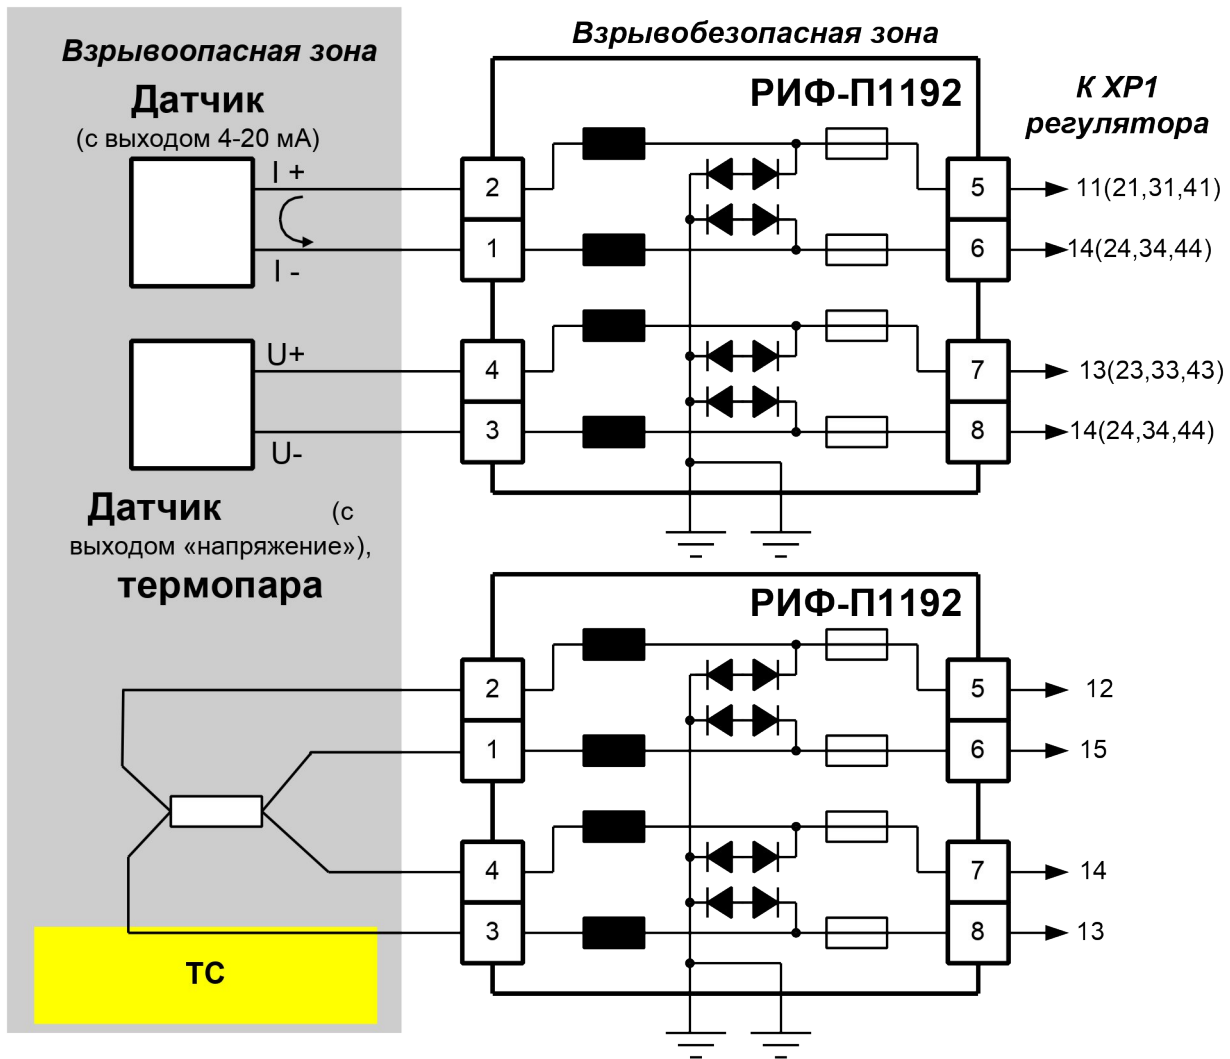 Взрывоопасная зона
Взрывобезопасная зона
Датчик
(с выходом 4-20 мА)
РИФ-П1192
К XP1
регулятора
I +
I -
2
1
5
6
11(21,31,41)
14(24,34,44)
U+
U-
4
3
7
8
13(23,33,43)
14(24,34,44)
Датчик (с
выходом «напряжение»),
термопара
РИФ-П1192
2
1
5
6
12
15
4
3
7
8
14
13
ТС